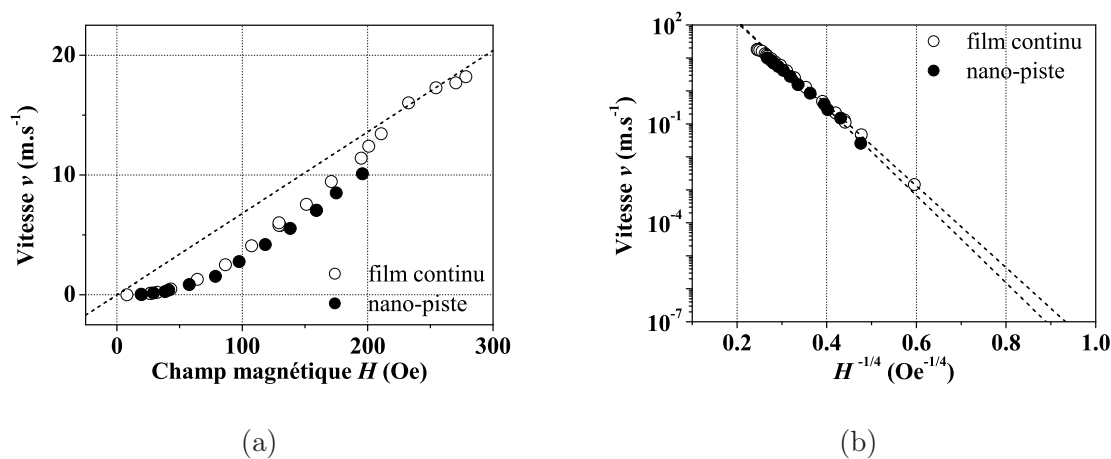 20
10
0
Vitesse v (m.s⁻¹)
film continu
nano-piste
0
100
200
300
Champ magnétique H (Oe)
(a)
10²
10⁻¹
10⁻⁴
10⁻⁷
Vitesse v (m.s⁻¹)
film continu
nano-piste
0.2
0.4
0.6
0.8
1.0
H⁻¹/⁴ (Oe⁻¹/⁴)
(b)